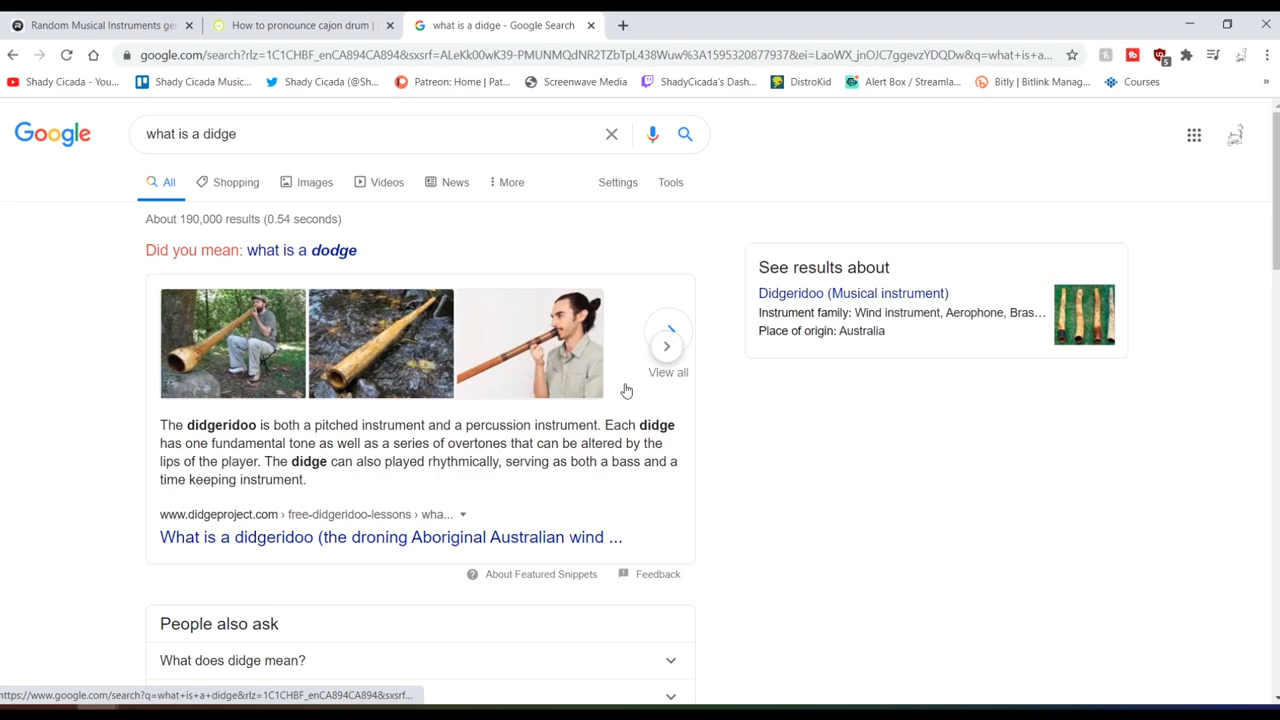 Random Musical Instruments ge
How to pronounce cajon drum |
what is a didge - Google Search
google.com/search?rlz=1C1CHBF_enCA894CA894&sxsrf=ALeKk00wK39-PMUNMQdNR2TZbTpL438Wuw%3A1595320877937&ei=LaoWX_jnOJC7ggevzYDQDw&q=what+is+a...
Shady Cicada - You...
Shady Cicada Music...
Shady Cicada (@Sh...
Patreon: Home | Pat...
Screenwave Media
ShadyCicada's Dash...
DistroKid
Alert Box / Streamla...
Bitly | Bitlink Manag...
Courses
»
Google
what is a didge
All
Shopping
Images
Videos
News
More
Settings
Tools
About 190,000 results (0.54 seconds)
Did you mean: what is a dodge
View all
The didgeridoo is both a pitched instrument and a percussion instrument. Each didge
has one fundamental tone as well as a series of overtones that can be altered by the
lips of the player. The didge can also played rhythmically, serving as both a bass and a
time keeping instrument.
www.didgeproject.com › free-didgeridoo-lessons › wha...
What is a didgeridoo (the droning Aboriginal Australian wind ...
About Featured Snippets
Feedback
People also ask
What does didge mean?
See results about
Didgeridoo (Musical instrument)
Instrument family: Wind instrument, Aerophone, Bras...
Place of origin: Australia
https://www.google.com/search?q=what+is+a+didge&rlz=1C1CHBF_enCA894CA894&sxsrf...